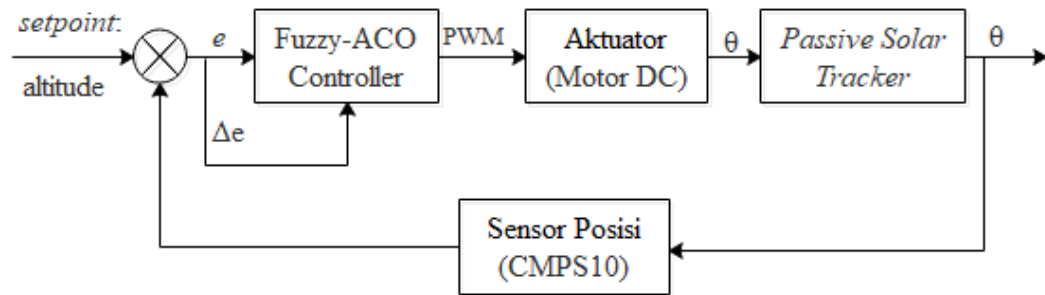 setpoint:
altitude
e
Δe
Fuzzy-ACO
Controller
PWM
Aktuator
(Motor DC)
θ
Passive Solar
Tracker
θ
Sensor Posisi
(CMPS10)